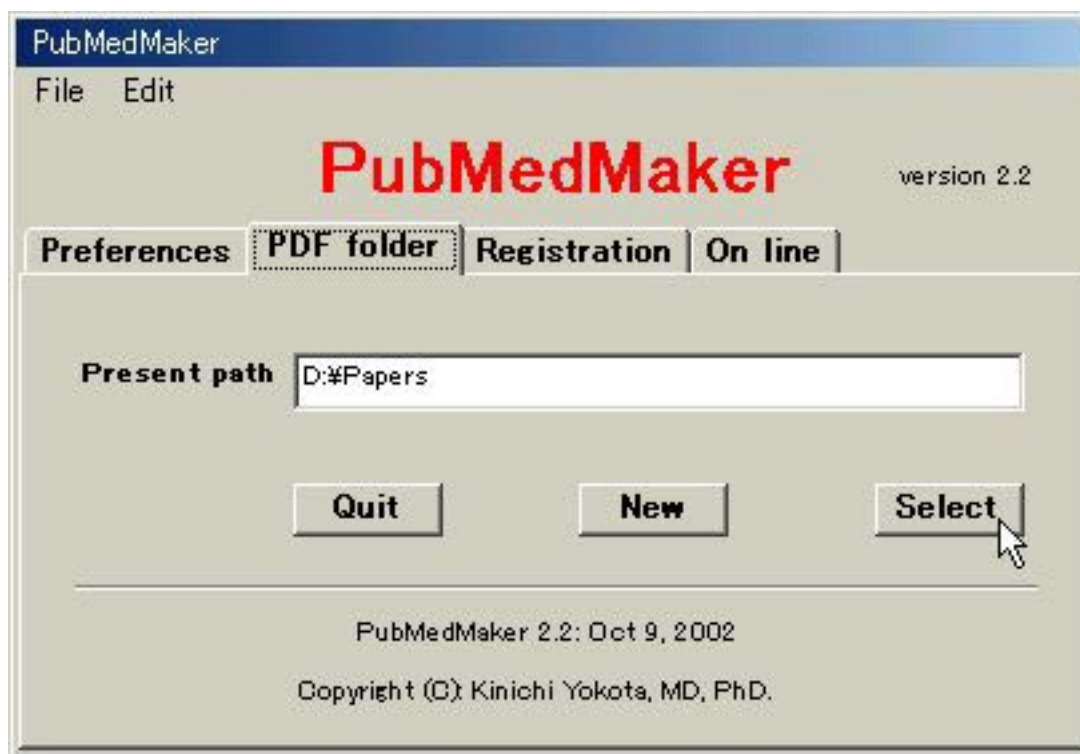 PubMedMaker
File Edit
PubMedMaker version 2.2
Preferences PDF folder Registration On line
Present path D:¥Papers
Quit New Select
PubMedMaker 2.2: Oct 9, 2002
Copyright (C): Kinichi Yokota, MD, PhD.